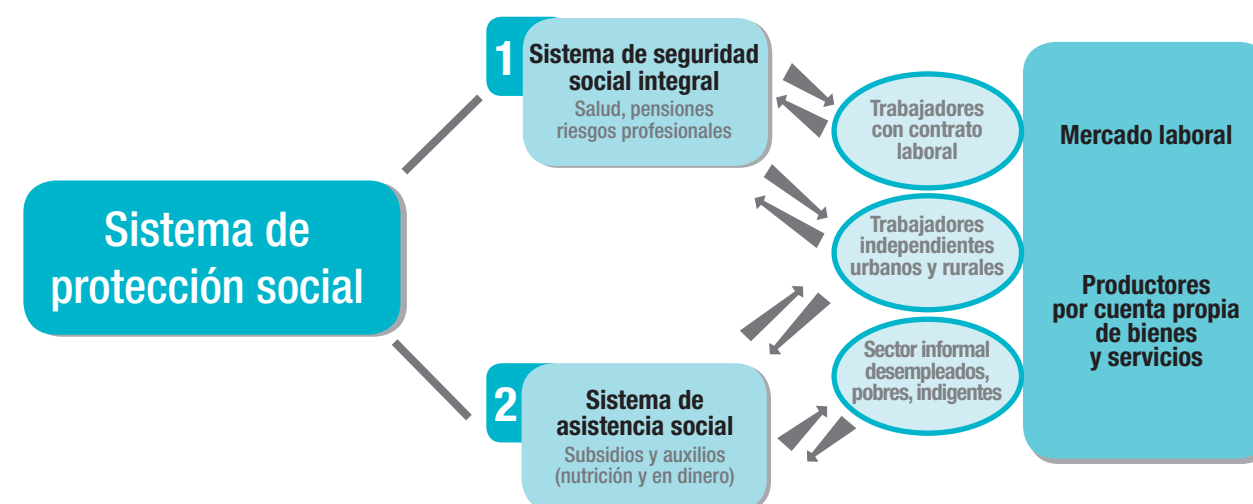 Sistema de
protección social
1
Sistema de seguridad
social integral
Salud, pensiones
riesgos profesionales
2
Sistema de
asistencia social
Subsidios y auxilios
(nutrición y en dinero)
Trabajadores
con contrato
laboral
Trabajadores
independientes
urbanos y rurales
Sector informal
desempleados,
pobres, indigentes
Mercado laboral
Productores
por cuenta propia
de bienes
y servicios